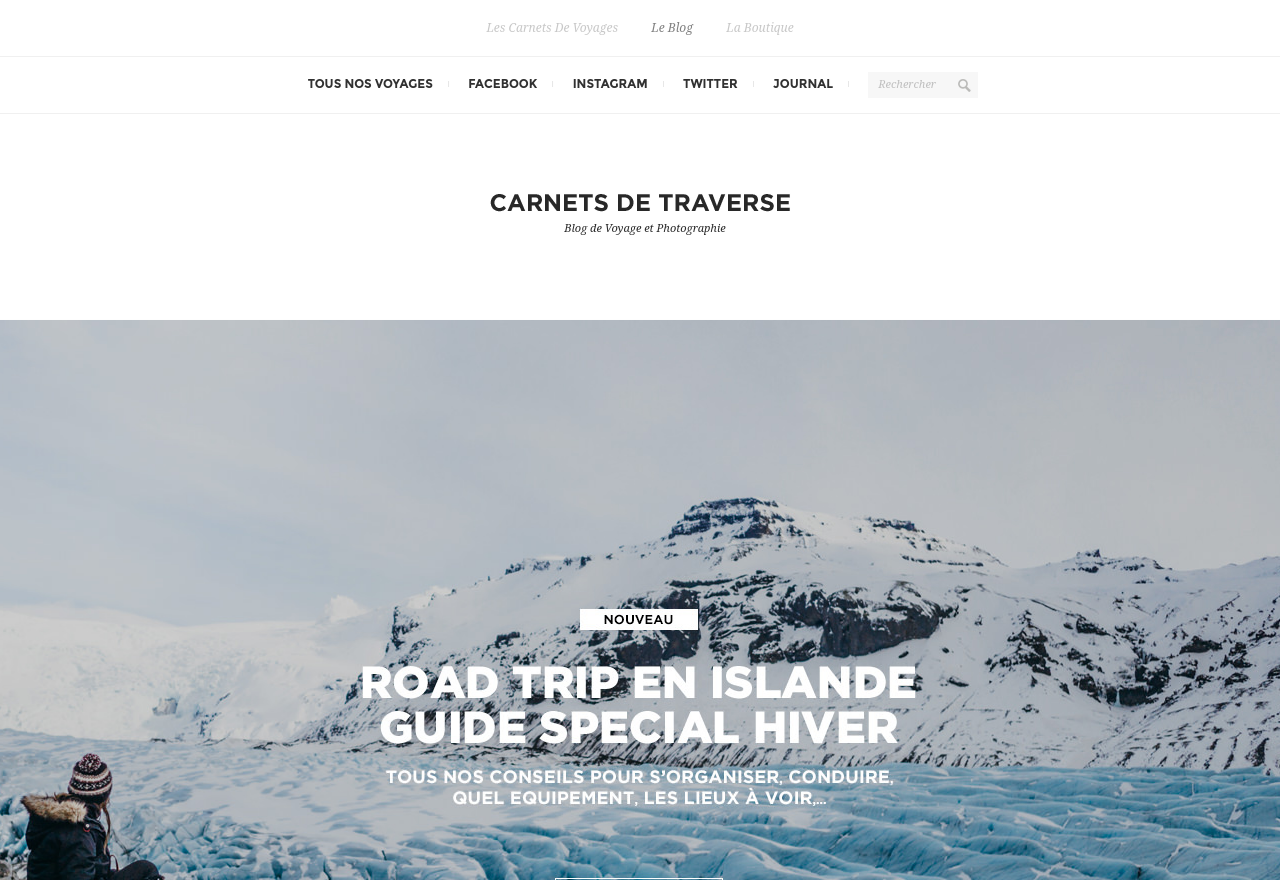 Les Carnets De Voyages Le Blog La Boutique
TOUS NOS VOYAGES FACEBOOK INSTAGRAM TWITTER JOURNAL Rechercher
CARNETS DE TRAVERSE
Blog de Voyage et Photographie
NOUVEAU
ROAD TRIP EN ISLANDE
GUIDE SPECIAL HIVER
TOUS NOS CONSEILS POUR S'ORGANISER, CONDUIRE,
QUEL EQUIPEMENT, LES LIEUX À VOIR,...